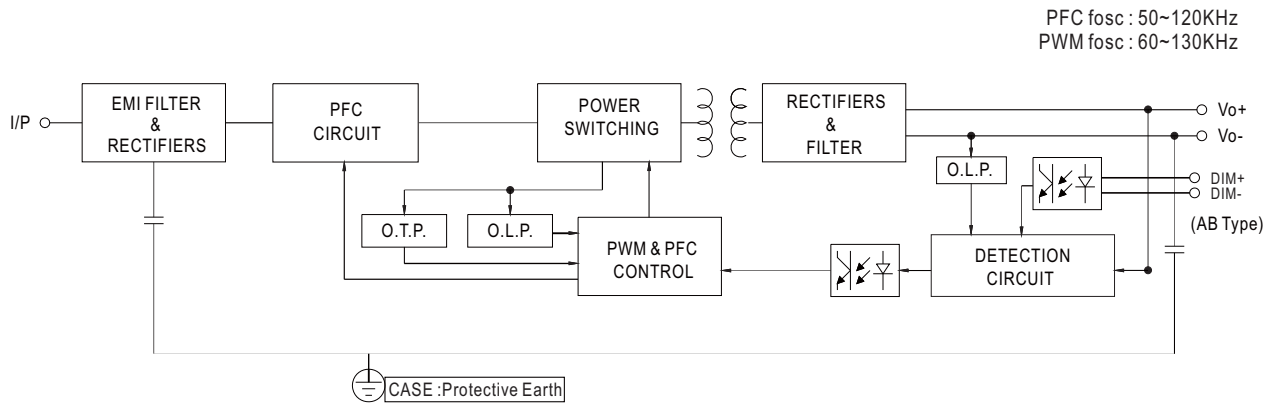 PFC fosc : 50~120KHz
PWM fosc : 60~130KHz
I/P
EMI FILTER
&
RECTIFIERS
PFC
CIRCUIT
POWER
SWITCHING
RECTIFIERS
&
FILTER
Vo+
Vo-
O.L.P.
DIM+
DIM-
(AB Type)
O.T.P.
O.L.P.
PWM & PFC
CONTROL
DETECTION
CIRCUIT
CASE :Protective Earth